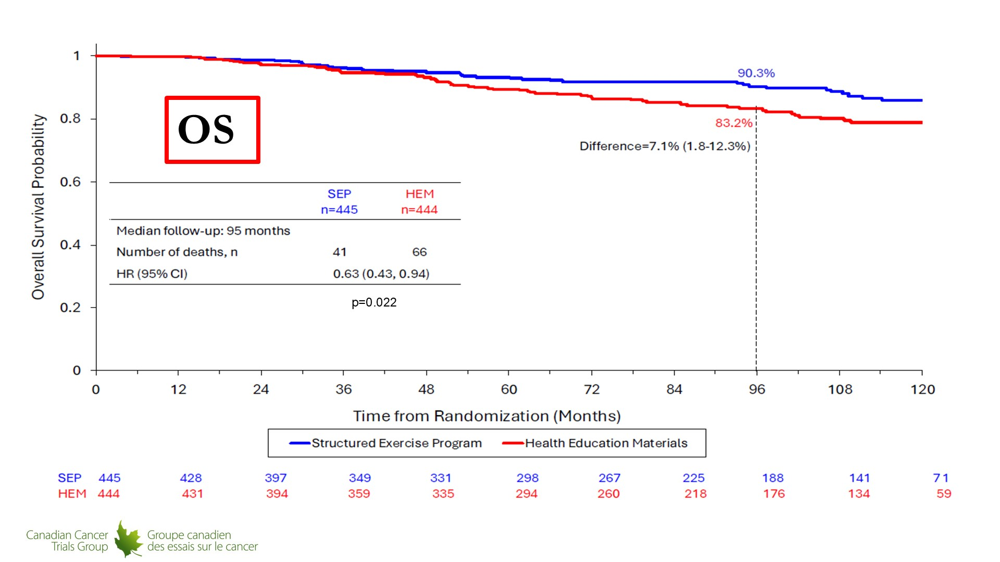 1
90.3%
OS
0.8
83.2%
Difference=7.1% (1.8-12.3%)
Overall Survival Probability
0.6
SEP HEM
n=445 n=444
Median follow-up: 95 months
0.4
Number of deaths, n 41 66
HR (95% CI) 0.63 (0.43, 0.94)
p=0.022
0.2
0
0 12 24 36 48 60 72 84 96 108 120
Time from Randomization (Months)
Structured Exercise Program Health Education Materials
SEP 445 428 397 349 331 298 267 225 188 141 71
HEM 444 431 394 359 335 294 260 218 176 134 59
Canadian Cancer
Trials Group
Groupe canadien
des essais sur le cancer